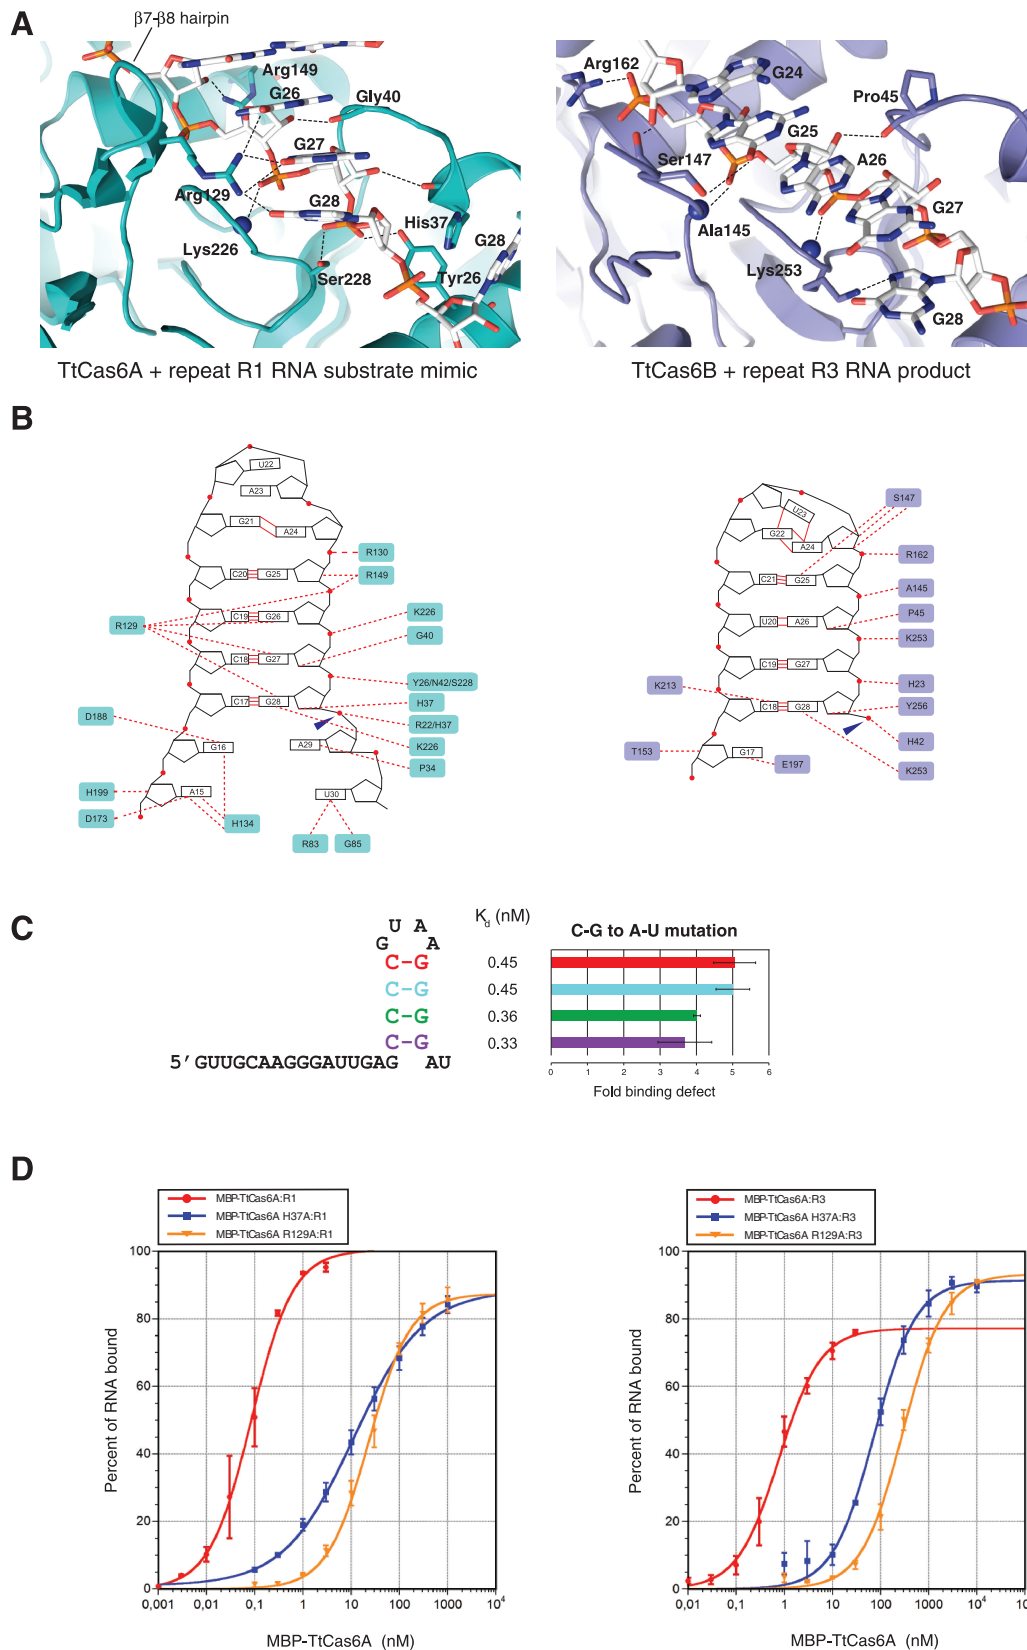 A
β7-β8 hairpin
Arg149
G26
Gly40
G27
Arg129
G28
His37
Lys226
G28
Ser228
Tyr26
TtCas6A + repeat R1 RNA substrate mimic
Arg162
G24
Pro45
G25
Ser147
A26
G27
Ala145
Lys253
G28
TtCas6B + repeat R3 RNA product
B
U22
A23
G21
A24
R130
C20
G25
R149
R129
C19
G26
K226
G40
C18
G27
Y26/N42/S228
C17
G28
H37
R22/H37
D188
G16
A29
K226
P34
H199
A15
U30
D173
H134
R83
G85
U23
S147
G22
A24
R162
C21
G25
A145
U20
A26
P45
K253
C19
G27
K213
H23
C18
G28
Y256
H42
T153
G17
E197
K253
C
U A
G A
C-G
C-G
C-G
C-G
5′ GUUGCAAGGGAUUGAG AU
Kd (nM)
0.45
0.45
0.36
0.33
C-G to A-U mutation
0 1 2 3 4 5 6
Fold binding defect
D
MBP-TtCas6A:R1
MBP-TtCas6A H37A:R1
MBP-TtCas6A R129A:R1
100
80
60
40
20
0
0,001 0,01 0,1 1 10 100 1000 10⁴
Percent of RNA bound
MBP-TtCas6A (nM)
MBP-TtCas6A:R3
MBP-TtCas6A H37A:R3
MBP-TtCas6A R129A:R3
100
80
60
40
20
0
0,01 0,1 1 10 100 1000 10⁴
Percent of RNA bound
MBP-TtCas6A (nM)